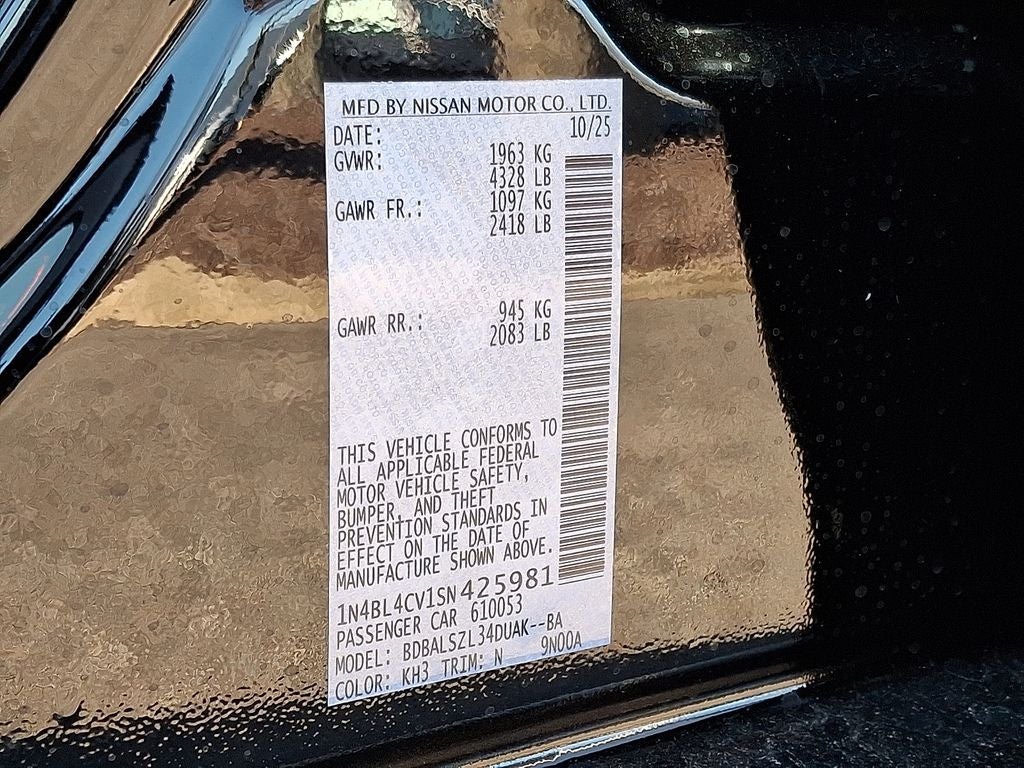 MFD BY NISSAN MOTOR CO., LTD.
DATE: 10/25
GVWR: 1963 KG
4328 LB
GAWR FR.: 1097 KG
2418 LB
GAWR RR.: 945 KG
2083 LB
THIS VEHICLE CONFORMS TO
ALL APPLICABLE FEDERAL
MOTOR VEHICLE SAFETY,
BUMPER, AND THEFT
PREVENTION STANDARDS IN
EFFECT ON THE DATE OF
MANUFACTURE SHOWN ABOVE.
1N4BL4CV1SN425981
PASSENGER CAR 610053
MODEL: BDBALSZL34DUAK--BA
COLOR: KH3 TRIM: N 9N00A